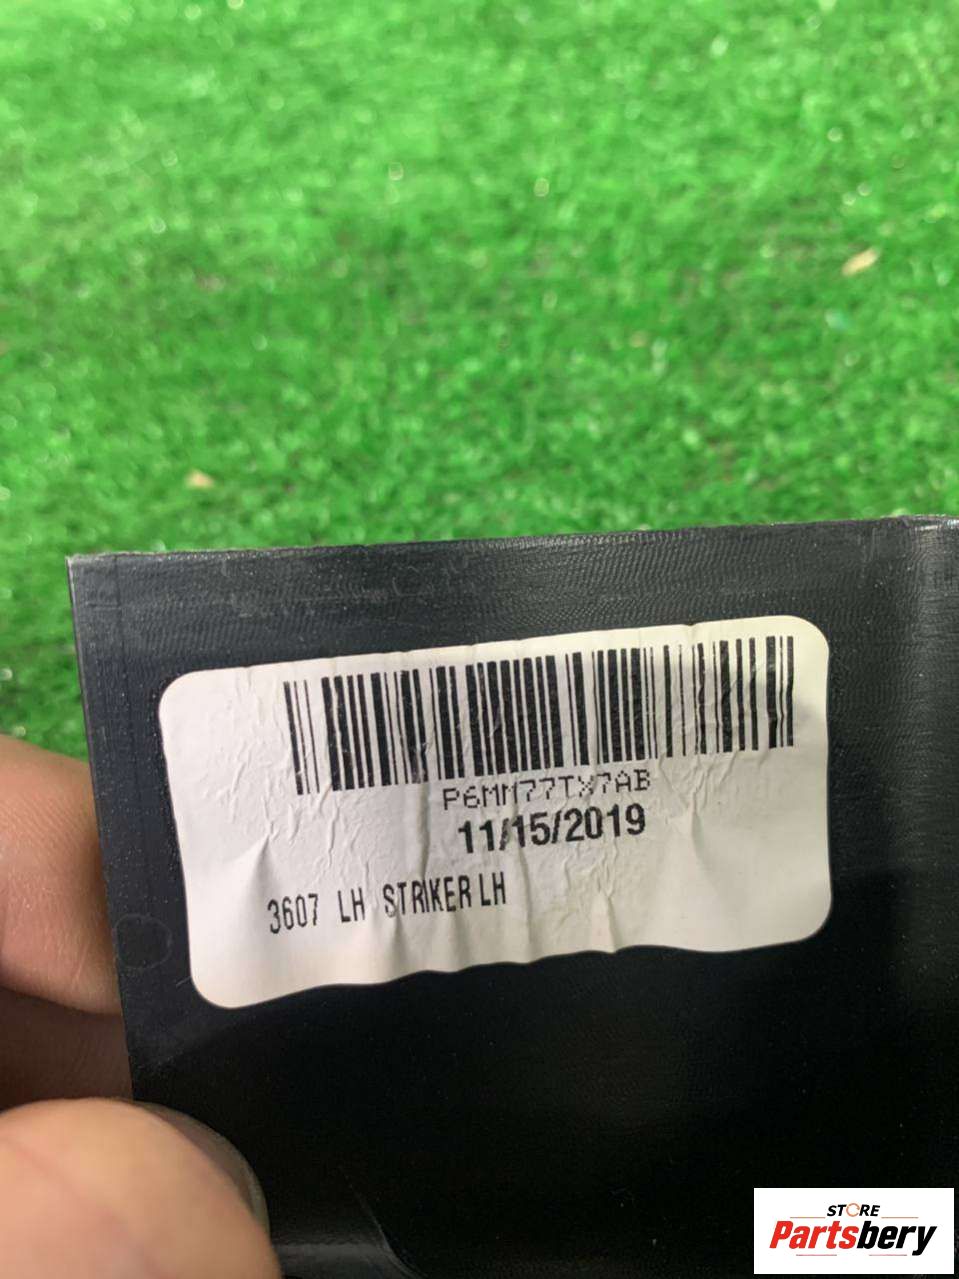 P6MM77TX7AB
11/15/2019
3607 LH STRIKER LH
STORE
Partsbery